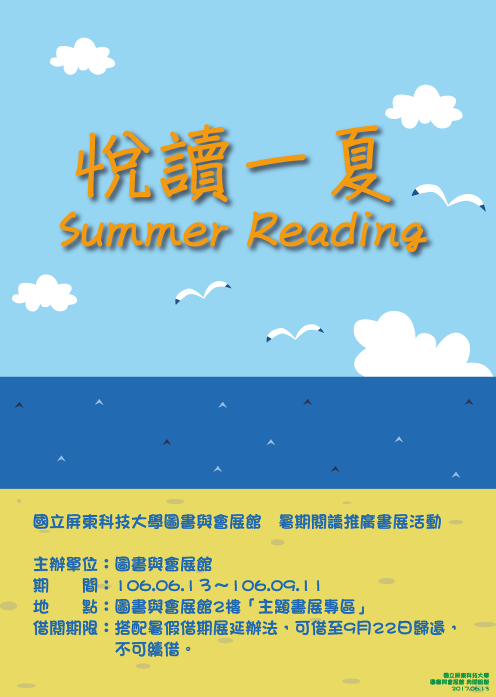 悅讀一夏
Summer Reading
國立屏東科技大學圖書與會展館　暑期閱讀推廣書展活動
主辦單位：圖書與會展館
期　　間：106.06.13～106.09.11
地　　點：圖書與會展館2樓「主題書展專區」
借閱期限：搭配暑假借期展延辦法，可借至9月22日歸還，
不可續借。
國立屏東科技大學
圖書與會展館
2017.06.13